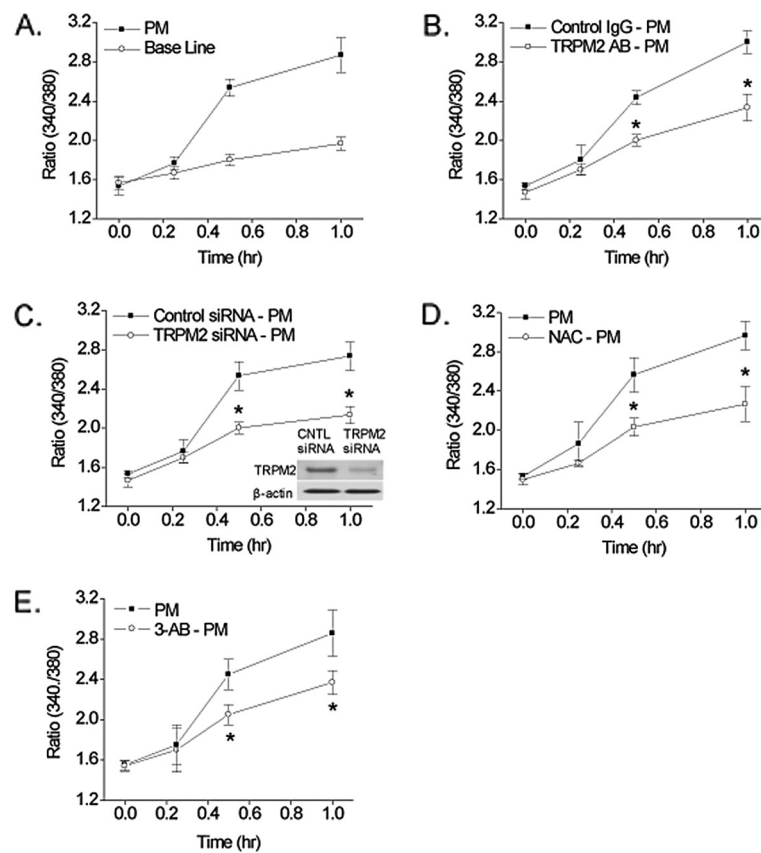 A.
PM
Base Line
Ratio (340/380)
3.2
2.8
2.4
2.0
1.6
1.2
0.0 0.2 0.4 0.6 0.8 1.0
Time (hr)
B.
Control IgG - PM
TRPM2 AB - PM
Ratio (340/380)
3.2
2.8
2.4
2.0
1.6
1.2
*
*
0.0 0.2 0.4 0.6 0.8 1.0
Time (hr)
C.
Control siRNA - PM
TRPM2 siRNA - PM
Ratio (340/380)
3.2
2.8
2.4
2.0
1.6
1.2
*
*
CNTL TRPM2
siRNA siRNA
TRPM2
β-actin
0.0 0.2 0.4 0.6 0.8 1.0
Time (hr)
D.
PM
NAC - PM
Ratio (340/380)
3.2
2.8
2.4
2.0
1.6
1.2
*
*
0.0 0.2 0.4 0.6 0.8 1.0
Time (hr)
E.
PM
3-AB - PM
Ratio (340./380)
3.2
2.8
2.4
2.0
1.6
1.2
*
*
0.0 0.2 0.4 0.6 0.8 1.0
Time (hr)